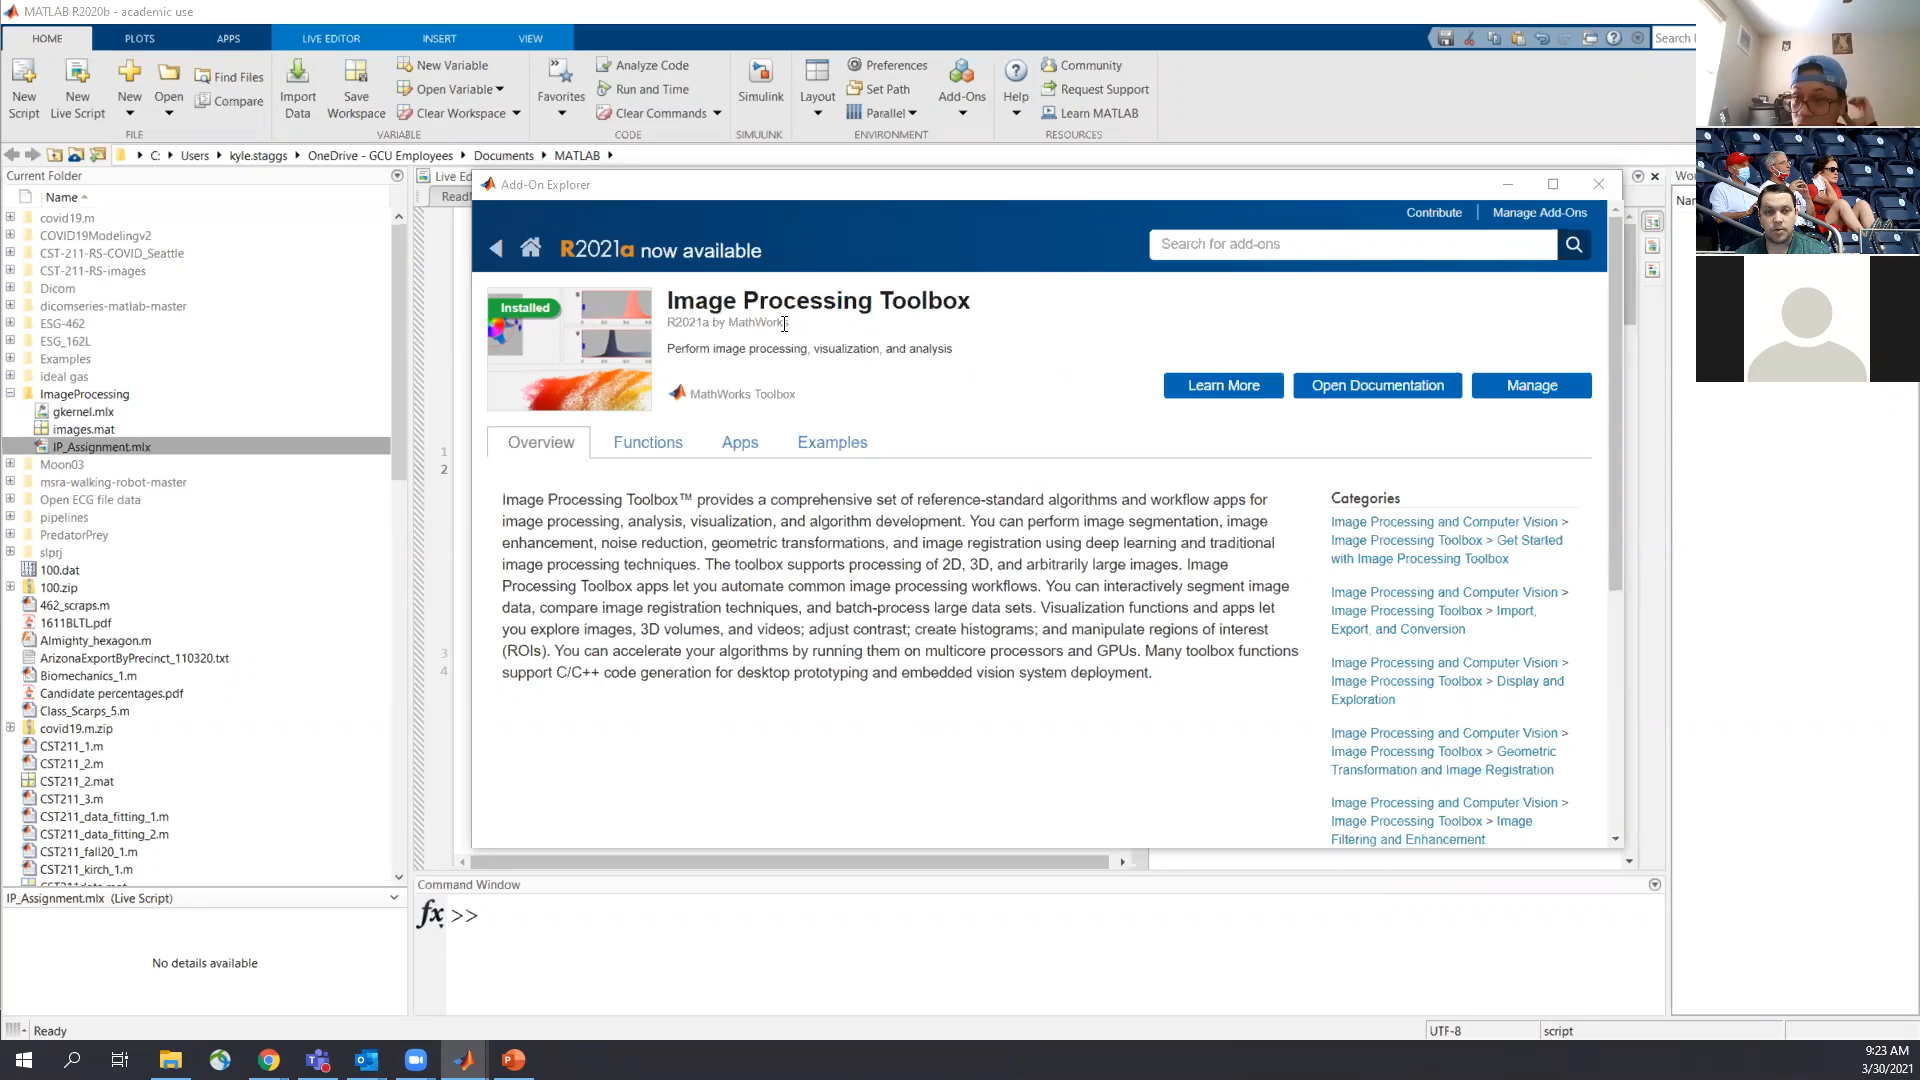 MATLAB R2020b - academic use
HOME PLOTS APPS LIVE EDITOR INSERT VIEW
Search
New Script
New Live Script
New
Open
Find Files
Compare
FILE
Import Data
Save Workspace
New Variable
Open Variable
Clear Workspace
VARIABLE
Favorites
Analyze Code
Run and Time
Clear Commands
CODE
Simulink
SIMULINK
Layout
Preferences
Set Path
Parallel
Add-Ons
ENVIRONMENT
Help
Community
Request Support
Learn MATLAB
RESOURCES
C: Users kyle.staggs OneDrive - GCU Employees Documents MATLAB
Current Folder
Name
covid19.m
COVID19Modelingv2
CST-211-RS-COVID_Seattle
CST-211-RS-images
Dicom
dicomseries-matlab-master
ESG-462
ESG_162L
Examples
ideal gas
ImageProcessing
gkernel.mlx
images.mat
IP_Assignment.mlx
Moon03
msra-walking-robot-master
Open ECG file data
pipelines
PredatorPrey
slprj
100.dat
100.zip
462_scraps.m
1611BLTL.pdf
Almighty_hexagon.m
ArizonaExportByPrecinct_110320.txt
Biomechanics_1.m
Candidate percentages.pdf
Class_Scarps_5.m
covid19.m.zip
CST211_1.m
CST211_2.m
CST211_2.mat
CST211_3.m
CST211_data_fitting_1.m
CST211_data_fitting_2.m
CST211_fall20_1.m
CST211_kirch_1.m
IP_Assignment.mlx (Live Script)
No details available
Live Ed
Read
1
2
3
4
Add-On Explorer
Contribute Manage Add-Ons
R2021a now available
Search for add-ons
Installed
Image Processing Toolbox
R2021a by MathWorks
Perform image processing, visualization, and analysis
MathWorks Toolbox
Learn More Open Documentation Manage
Overview Functions Apps Examples
Image Processing Toolbox™ provides a comprehensive set of reference-standard algorithms and workflow apps for
image processing, analysis, visualization, and algorithm development. You can perform image segmentation, image
enhancement, noise reduction, geometric transformations, and image registration using deep learning and traditional
image processing techniques. The toolbox supports processing of 2D, 3D, and arbitrarily large images. Image
Processing Toolbox apps let you automate common image processing workflows. You can interactively segment image
data, compare image registration techniques, and batch-process large data sets. Visualization functions and apps let
you explore images, 3D volumes, and videos; adjust contrast; create histograms; and manipulate regions of interest
(ROIs). You can accelerate your algorithms by running them on multicore processors and GPUs. Many toolbox functions
support C/C++ code generation for desktop prototyping and embedded vision system deployment.
Categories
Image Processing and Computer Vision >
Image Processing Toolbox > Get Started
with Image Processing Toolbox
Image Processing and Computer Vision >
Image Processing Toolbox > Import,
Export, and Conversion
Image Processing and Computer Vision >
Image Processing Toolbox > Display and
Exploration
Image Processing and Computer Vision >
Image Processing Toolbox > Geometric
Transformation and Image Registration
Image Processing and Computer Vision >
Image Processing Toolbox > Image
Filtering and Enhancement
Wo
Nar
Command Window
fx >>
Ready
UTF-8
script
9:23 AM
3/30/2021